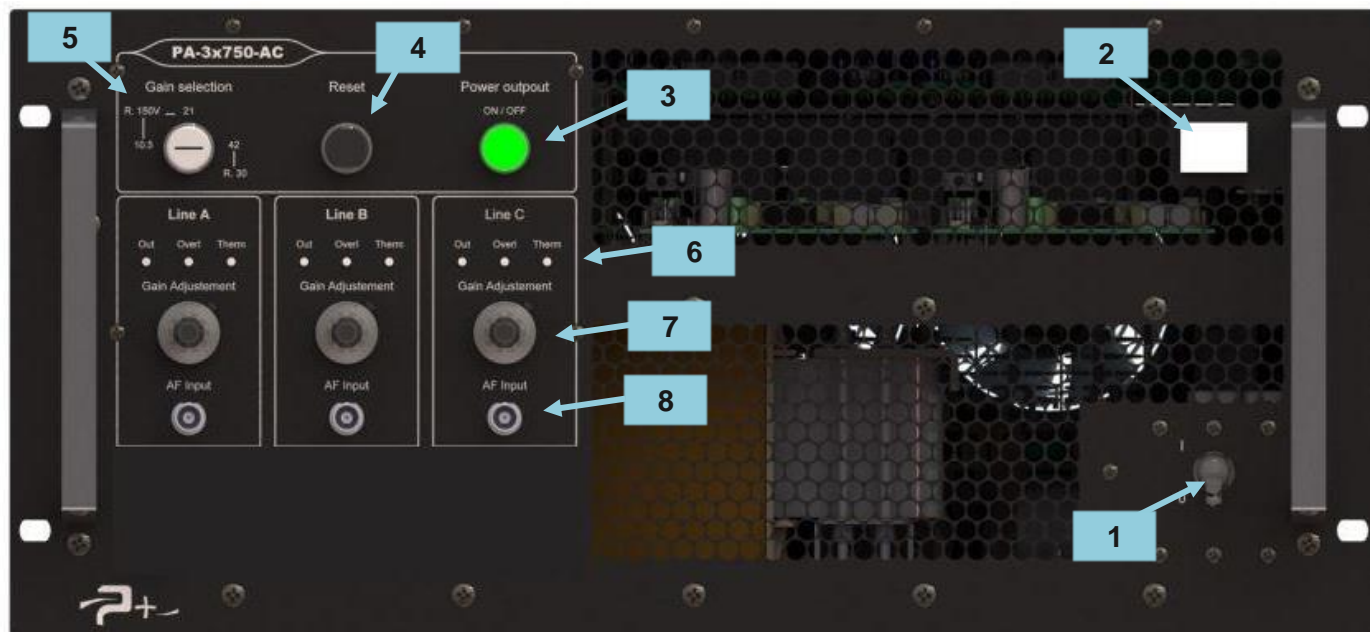 5
4
2
3
PA-3x750-AC
Gain selection
Reset
Power outpout
R. 150V
21
10.5
42
R. 30
ON / OFF
Line A
Line B
Line C
Out Overl Therm
Out Overl Therm
Out Overl Therm
6
Gain Adjustement
Gain Adjustement
Gain Adjustement
7
AF Input
AF Input
AF Input
8
I
0
1